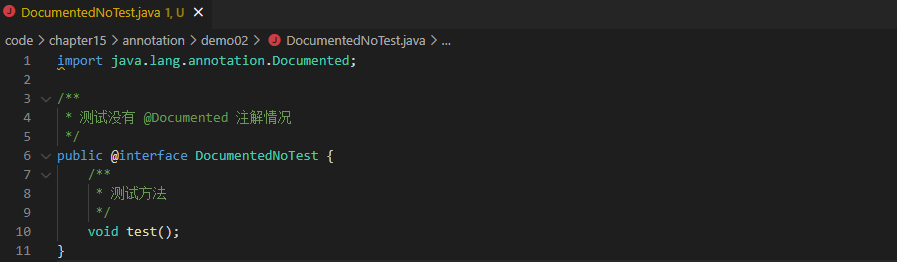 DocumentedNoTest.java 1, U ×
code > chapter15 > annotation > demo02 > DocumentedNoTest.java > ...
1 import java.lang.annotation.Documented;
2
3 /**
4  * 测试没有 @Documented 注解情况
5  */
6 public @interface DocumentedNoTest {
7     /**
8      * 测试方法
9      */
10     void test();
11 }